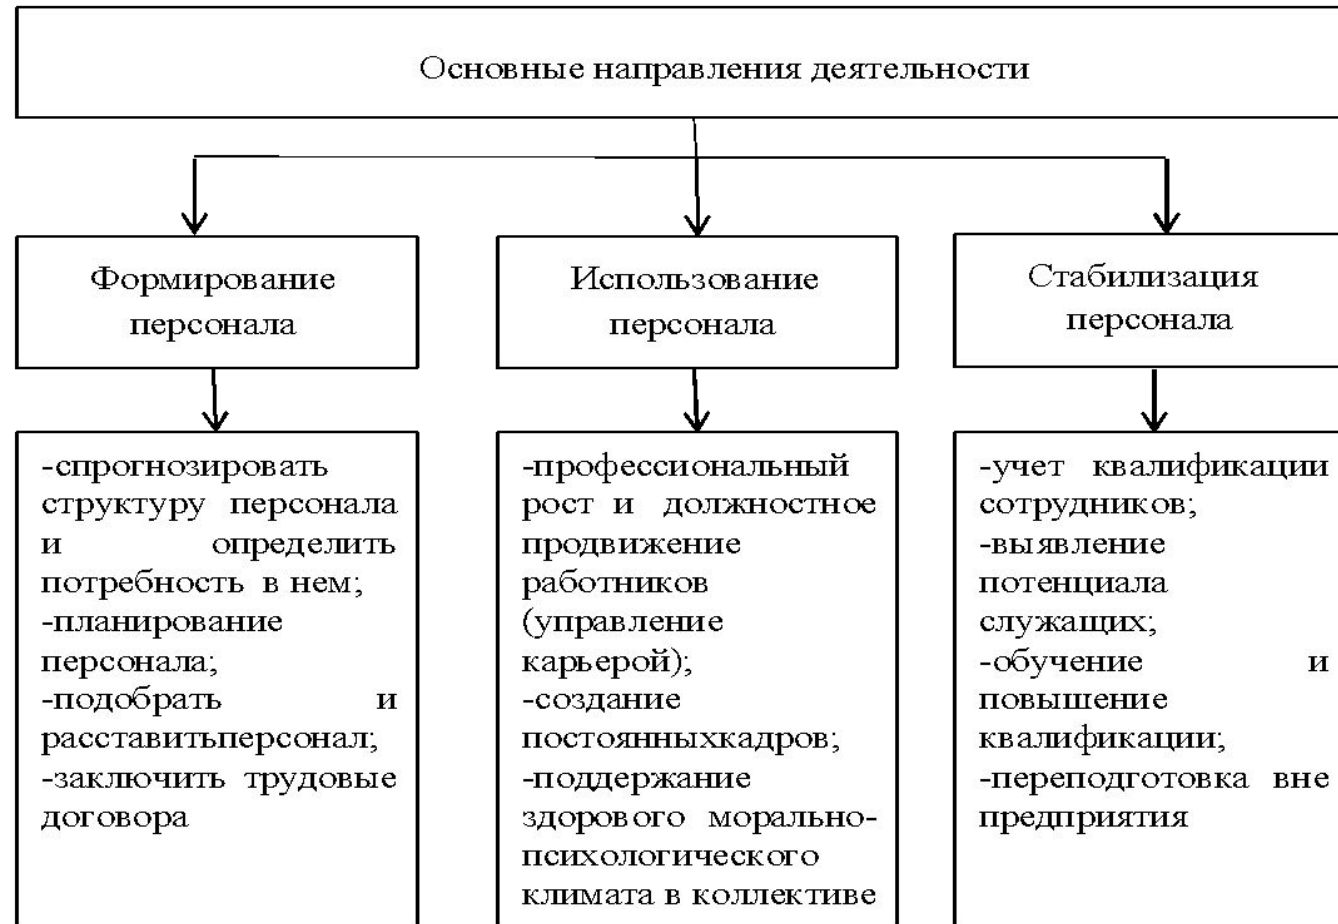 Основные направления деятельности
Формирование
персонала
Использование
персонала
Стабилизация
персонала
-спрогнозировать
структуру персонала
и определить
потребность в нем;
-планирование
персонала;
-подобрать и
расставитьперсонал;
-заключить трудовые
договора
-профессиональный
рост и должностное
продвижение
работников
(управление
карьерой);
-создание
постоянныхкадров;
-поддержание
здорового морально-
психологического
климата в коллективе
-учет квалификации
сотрудников;
-выявление
потенциала
служащих;
-обучение и
повышение
квалификации;
-переподготовка вне
предприятия